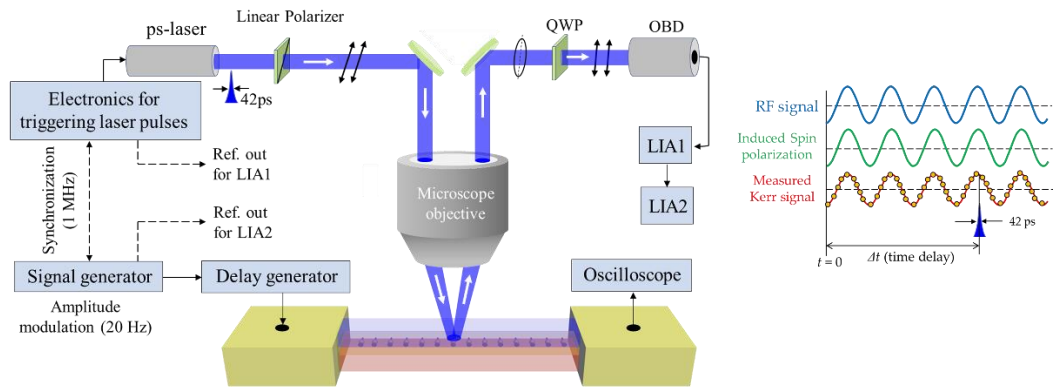 ps-laser
Linear Polarizer
42ps
QWP
OBD
Electronics for
triggering laser pulses
Ref. out
for LIA1
Synchronization
(1 MHz)
Ref. out
for LIA2
Signal generator
Delay generator
Amplitude
modulation (20 Hz)
Microscope
objective
LIA1
LIA2
Oscilloscope
RF signal
Induced Spin
polarization
Measured
Kerr signal
42 ps
t = 0
Δt (time delay)